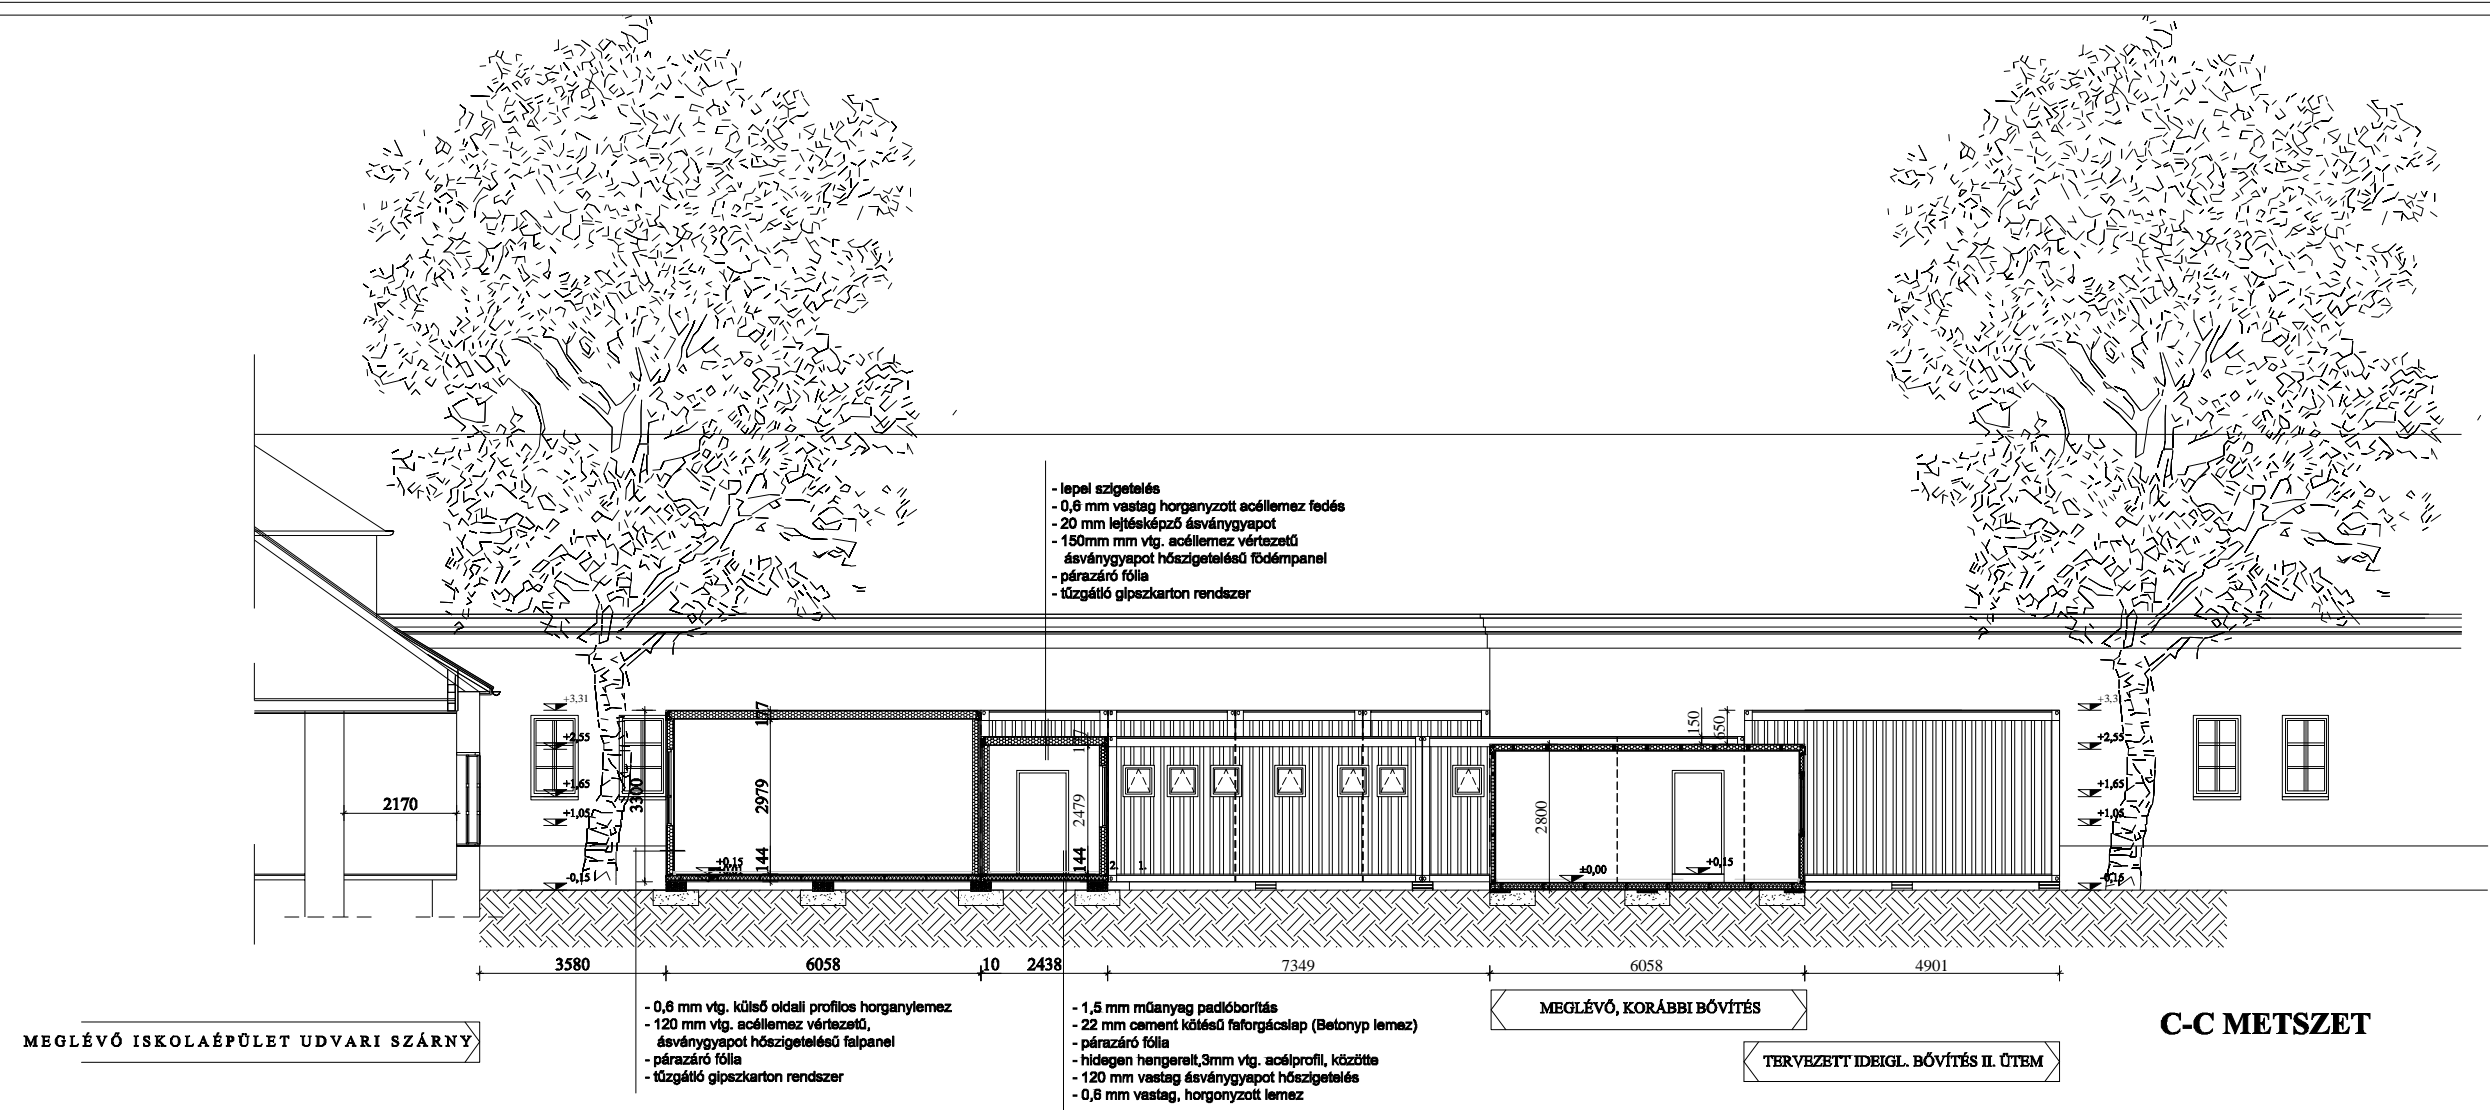 - lepel szigetelés
- 0,6 mm vastag horganyzott acéllemez fedés
- 20 mm lejtésképző ásványgyapot
- 150mm mm vtg. acéllemez vértezetű
ásványgyapot hőszigetelésű födémpanel
- párazáró fólia
- tűzgátló gipszkarton rendszer
+3,31
+2,55
+1,65
+1,05
-0,15
2170
3300
177
2979
144
+0,15
2479
144
2.
1.
2800
±0,00
+0,15
150
650
+2,55
+1,65
+1,05
-0,15
3580
6058
10
2438
7349
6058
4901
- 0,6 mm vtg. külső oldali profilos horganylemez
- 120 mm vtg. acéllemez vértezetű,
ásványgyapot hőszigetelésű falpanel
- párazáró fólia
- tűzgátló gipszkarton rendszer
- 1,5 mm műanyag padlóborítás
- 22 mm cement kötésű faforgácslap (Betonyp lemez)
- párazáró fólia
- hidegen hengerelt,3mm vtg. acélprofil, közötte
- 120 mm vastag ásványgyapot hőszigetelés
- 0,6 mm vastag, horgonyzott lemez
MEGLÉVŐ ISKOLAÉPÜLET UDVARI SZÁRNY
MEGLÉVŐ, KORÁBBI BŐVÍTÉS
TERVEZETT IDEIGL. BŐVÍTÉS II. ÜTEM
C-C METSZET